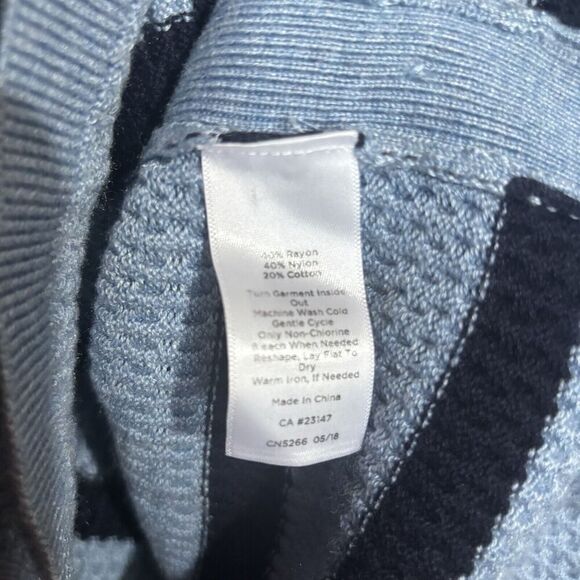 40% Rayon
40% Nylon
20% Cotton
Turn Garment Inside
Out
Machine Wash Cold
Gentle Cycle
Only Non-Chlorine
Bleach When Needed
Reshape, Lay Flat To
Dry
Warm Iron, If Needed
Made In China
CA #23147
CN5266 05/18